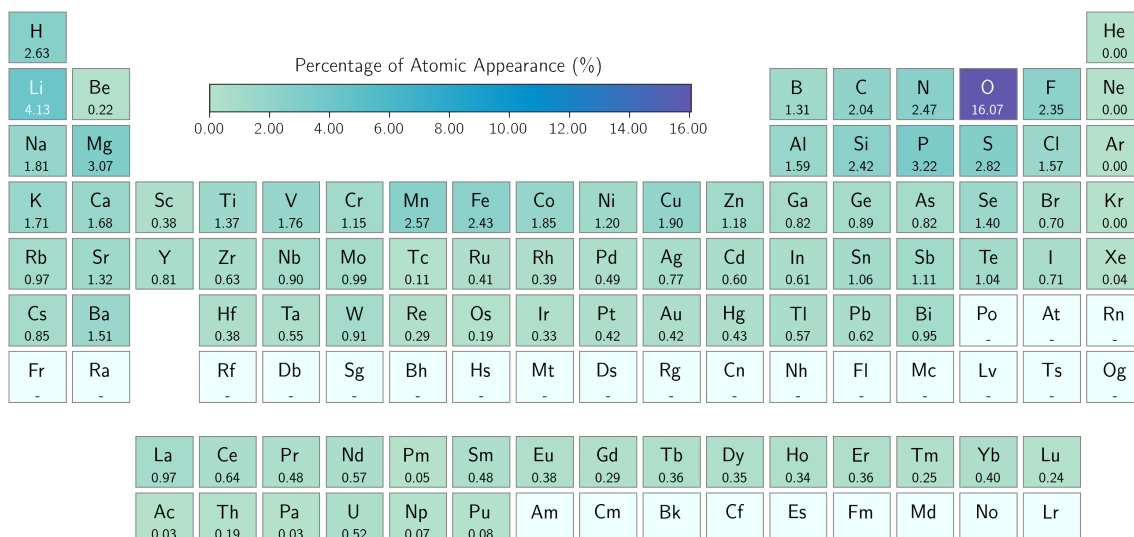 H He
2.63 0.00
Percentage of Atomic Appearance (%)
Li Be B C N O F Ne
4.13 0.22 1.31 2.04 2.47 16.07 2.35 0.00
0.00 2.00 4.00 6.00 8.00 10.00 12.00 14.00 16.00
Na Mg Al Si P S Cl Ar
1.81 3.07 1.59 2.42 3.22 2.82 1.57 0.00
K Ca Sc Ti V Cr Mn Fe Co Ni Cu Zn Ga Ge As Se Br Kr
1.71 1.68 0.38 1.37 1.76 1.15 2.57 2.43 1.85 1.20 1.90 1.18 0.82 0.89 0.82 1.40 0.70 0.00
Rb Sr Y Zr Nb Mo Tc Ru Rh Pd Ag Cd In Sn Sb Te I Xe
0.97 1.32 0.81 0.63 0.90 0.99 0.11 0.41 0.39 0.49 0.77 0.60 0.61 1.06 1.11 1.04 0.71 0.04
Cs Ba Hf Ta W Re Os Ir Pt Au Hg Tl Pb Bi Po At Rn
0.85 1.51 0.38 0.55 0.91 0.29 0.19 0.33 0.42 0.42 0.43 0.57 0.62 0.95 - - -
Fr Ra Rf Db Sg Bh Hs Mt Ds Rg Cn Nh Fl Mc Lv Ts Og
- - - - - - - - - - - - - - - - -
La Ce Pr Nd Pm Sm Eu Gd Tb Dy Ho Er Tm Yb Lu
0.97 0.64 0.48 0.57 0.05 0.48 0.38 0.29 0.36 0.35 0.34 0.36 0.25 0.40 0.24
Ac Th Pa U Np Pu Am Cm Bk Cf Es Fm Md No Lr
0.03 0.19 0.03 0.52 0.07 0.08